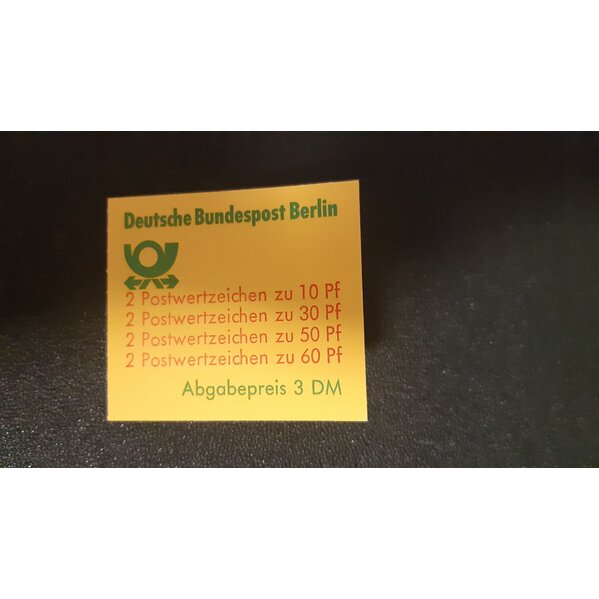 Deutsche Bundespost Berlin
2 Postwertzeichen zu 10 Pf
2 Postwertzeichen zu 30 Pf
2 Postwertzeichen zu 50 Pf
2 Postwertzeichen zu 60 Pf
Abgabepreis 3 DM